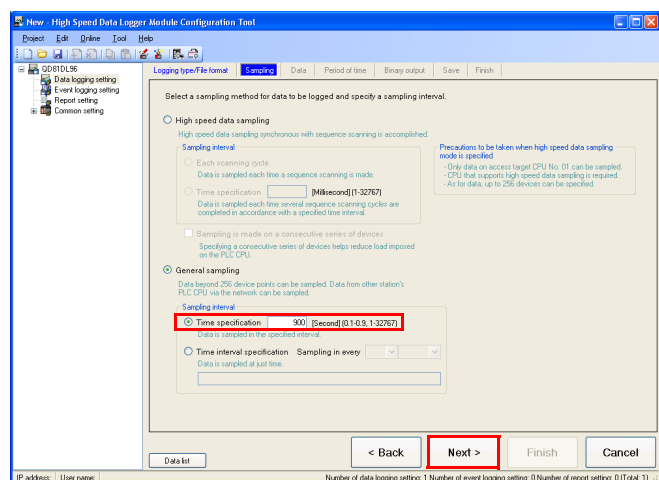 New - High Speed Data Logger Module Configuration Tool
Project Edit Online Tool Help
QD81DL96
Data logging setting
Event logging setting
Report setting
Common setting
Logging type/File format Sampling Data Period of time Binary output Save Finish
Select a sampling method for data to be logged and specify a sampling interval.
High speed data sampling
High speed data sampling synchronous with sequence scanning is accomplished.
Sampling interval
Each scanning cycle
Data is sampled each time a sequence scanning is made.
Time specification [Millisecond] (1-32767)
Data is sampled each time several sequence scanning cycles are
completed in accordance with a specified time interval.
Precautions to be taken when high speed data sampling
mode is specified
- Only data on access target CPU No. 01 can be sampled.
- CPU that supports high speed data sampling is required.
- As for data, up to 256 devices can be specified.
Sampling is made on a consecutive series of devices
Specifying a consecutive series of devices helps reduce load imposed
on the PLC CPU.
General sampling
Data beyond 256 device points can be sampled. Data from other station's
PLC CPU via the network can be sampled.
Sampling interval
Time specification 900 [Second] (0.1-0.9, 1-32767)
Data is sampled in the specified interval.
Time interval specification Sampling in every
Data is sampled at just time.
Data list < Back Next > Finish Cancel
IP address: User name: Number of data logging setting: 1 Number of event logging setting: 0 Number of report setting: 0 (Total: 1)